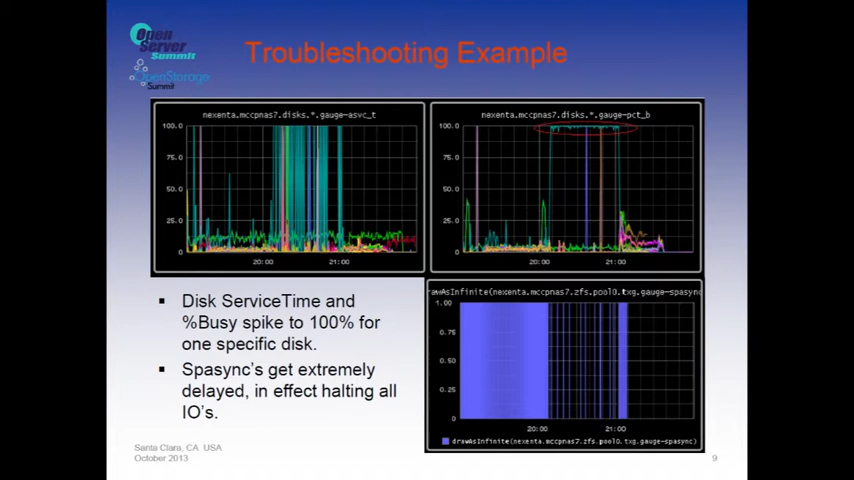 Open
Server
Summit
OpenStorage
Summit
Troubleshooting Example
nexenta.mccpnas7.disks.*.gauge-asvc_t
100.0
75.0
50.0
25.0
0
20:00
21:00
nexenta.mccpnas7.disks.*.gauge-pct_b
100.0
75.0
50.0
25.0
0
20:00
21:00
▪ Disk ServiceTime and
%Busy spike to 100% for
one specific disk.
▪ Spasync's get extremely
delayed, in effect halting all
IO's.
rawAsInfinite(nexenta.mccpnas7.zfs.pool0.txg.gauge-spasync
1.00
0.75
0.50
0.25
0
20:00
21:00
drawAsInfinite(nexenta.mccpnas7.zfs.pool0.txg.gauge-spasync)
Santa Clara, CA USA
October 2013
9